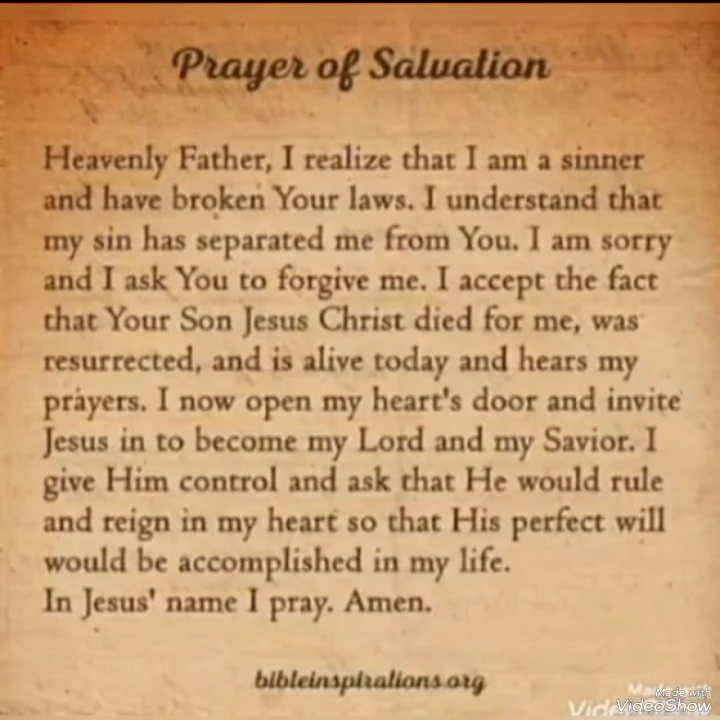 Prayer of Salvation
Heavenly Father, I realize that I am a sinner
and have broken Your laws. I understand that
my sin has separated me from You. I am sorry
and I ask You to forgive me. I accept the fact
that Your Son Jesus Christ died for me, was
resurrected, and is alive today and hears my
prayers. I now open my heart's door and invite
Jesus in to become my Lord and my Savior. I
give Him control and ask that He would rule
and reign in my heart so that His perfect will
would be accomplished in my life.
In Jesus' name I pray. Amen.
bibleinspirations.org
Made with
VideoShow